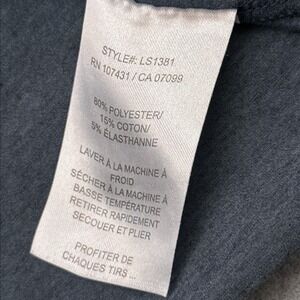 STYLE#: LS1381
RN 107431 / CA 07099
80% POLYESTER/
15% COTON/
5% ÉLASTHANNE
LAVER À LA MACHINE À
FROID
SÉCHER À LA MACHINE À
BASSE TEMPÉRATURE
RETIRER RAPIDEMENT
SECOUER ET PLIER
PROFITER DE
CHAQUES TIRS ...